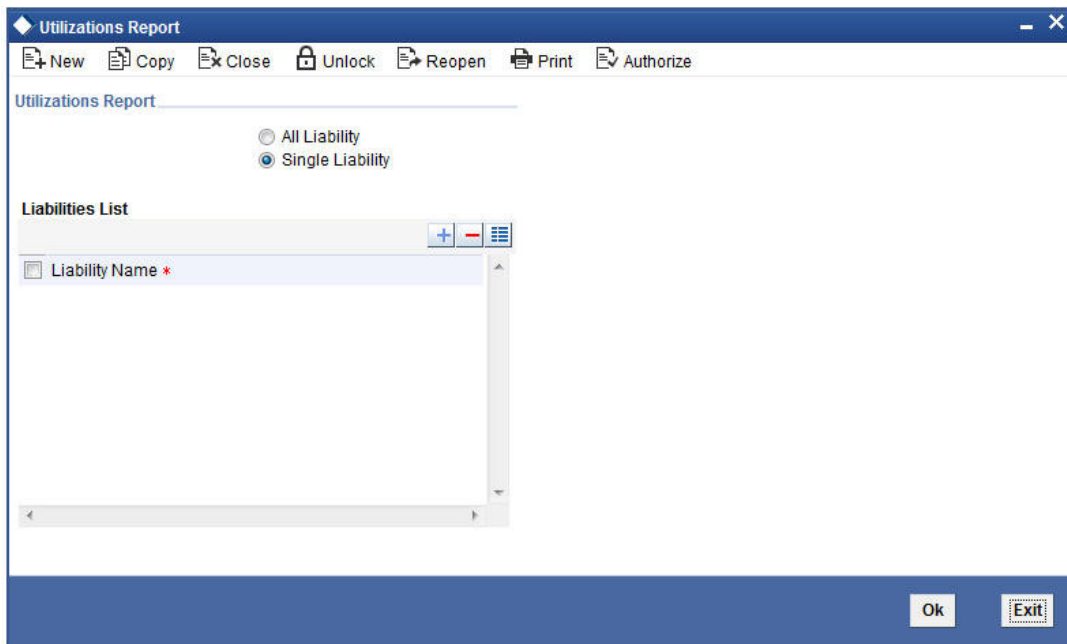 Utilizations Report
New Copy Close Unlock Reopen Print Authorize
Utilizations Report
All Liability
Single Liability
Liabilities List
Liability Name *
Ok Exit